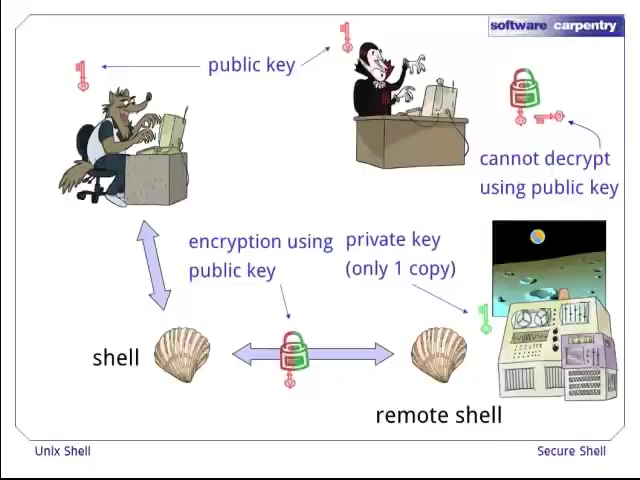 software carpentry
public key
cannot decrypt
using public key
encryption using
public key
private key
(only 1 copy)
shell
remote shell
Unix Shell
Secure Shell